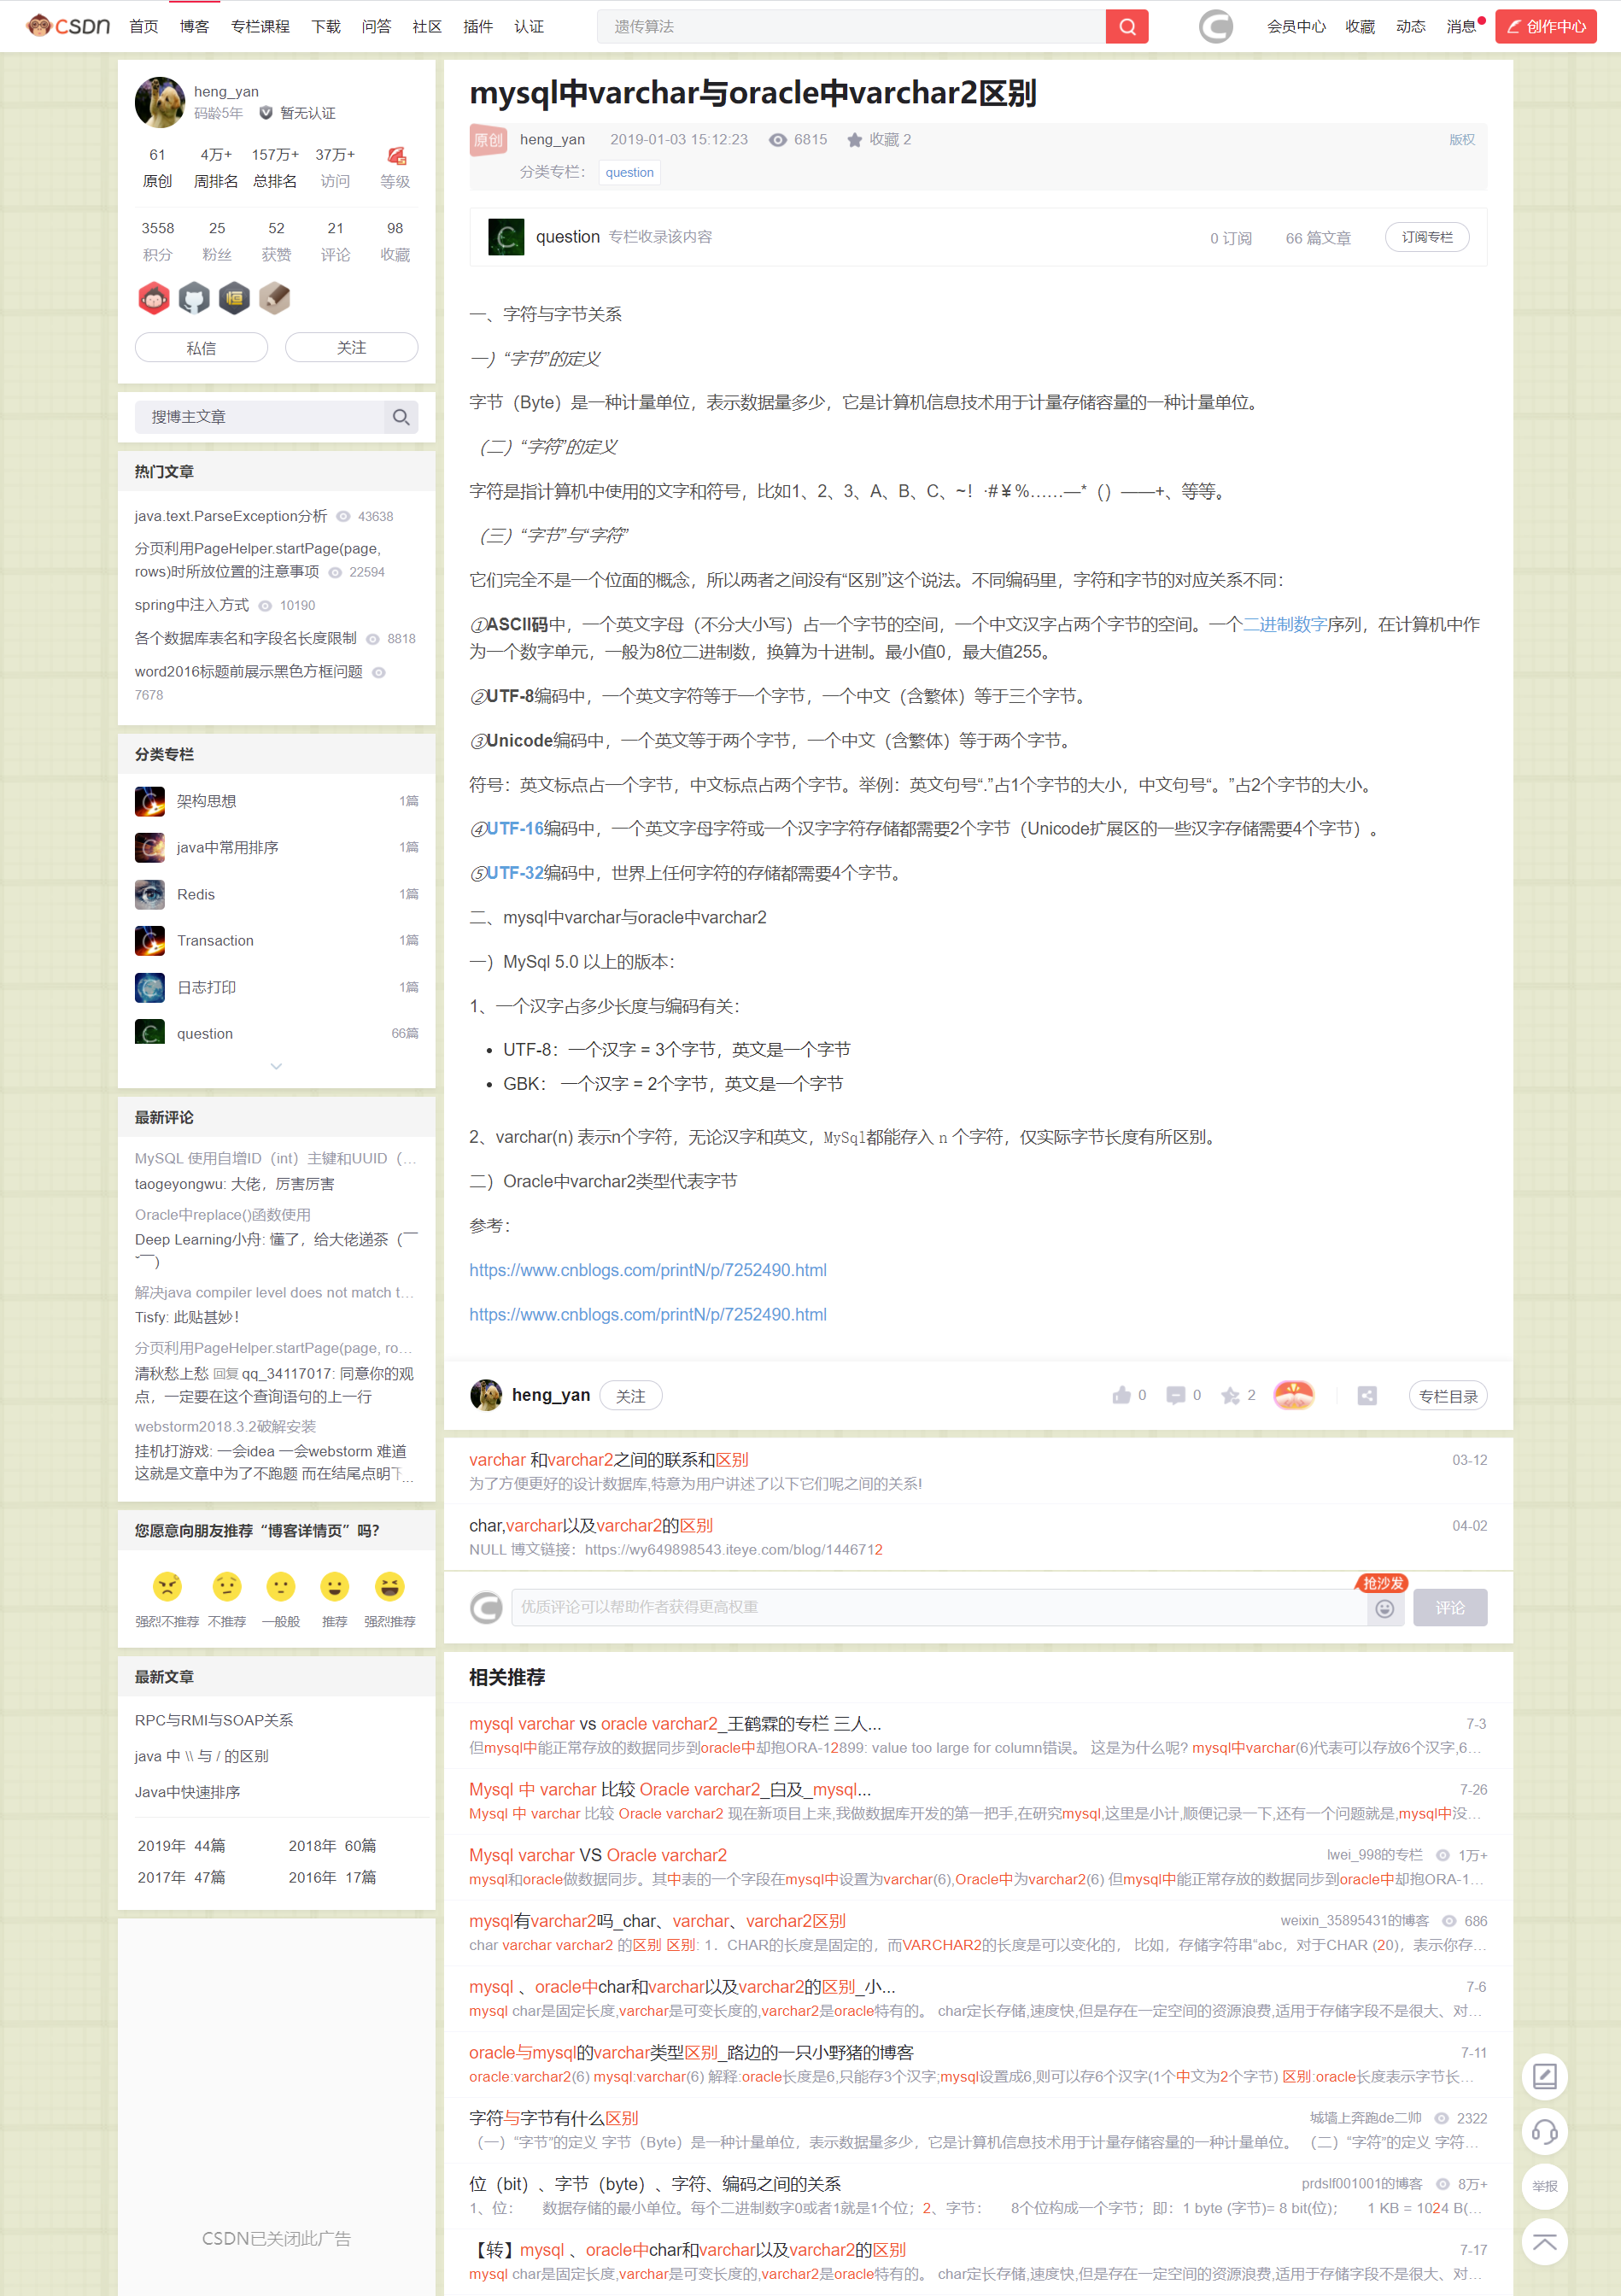 CSDN 首页 博客 专栏课程 下载 问答 社区 插件 认证 遗传算法 会员中心 收藏 动态 消息 创作中心
heng_yan
码龄5年 暂无认证
61 4万+ 157万+ 37万+
原创 周排名 总排名 访问 等级
3558 25 52 21 98
积分 粉丝 获赞 评论 收藏
私信 关注
搜博主文章
热门文章
java.text.ParseException分析 43638
分页利用PageHelper.startPage(page,
rows)时所放位置的注意事项 22594
spring中注入方式 10190
各个数据库表名和字段名长度限制 8818
word2016标题前展示黑色方框问题
7678
分类专栏
架构思想 1篇
java中常用排序 1篇
Redis 1篇
Transaction 1篇
日志打印 1篇
question 66篇
最新评论
MySQL 使用自增ID（int）主键和UUID（…
taogeyongwu: 大佬，厉害厉害
Oracle中replace()函数使用
Deep Learning小舟: 懂了，给大佬递茶（￣
ˇ￣）
解决java compiler level does not match t…
Tisfy: 此贴甚妙！
分页利用PageHelper.startPage(page, ro…
清秋愁上愁 回复 qq_34117017: 同意你的观
点，一定要在这个查询语句的上一行
webstorm2018.3.2破解安装
挂机打游戏: 一会idea 一会webstorm 难道
这就是文章中为了不跑题 而在结尾点明下…
您愿意向朋友推荐“博客详情页”吗？
强烈不推荐 不推荐 一般般 推荐 强烈推荐
最新文章
RPC与RMI与SOAP关系
java 中 \\ 与 / 的区别
Java中快速排序
2019年 44篇 2018年 60篇
2017年 47篇 2016年 17篇
CSDN已关闭此广告
mysql中varchar与oracle中varchar2区别
原创 heng_yan 2019-01-03 15:12:23 6815 收藏 2 版权
分类专栏： question
question 专栏收录该内容 0 订阅 66 篇文章 订阅专栏
一、字符与字节关系
一）“字节”的定义
字节（Byte）是一种计量单位，表示数据量多少，它是计算机信息技术用于计量存储容量的一种计量单位。
（二）“字符”的定义
字符是指计算机中使用的文字和符号，比如1、2、3、A、B、C、~！·#￥%……—*（）——+、等等。
（三）“字节”与“字符”
它们完全不是一个位面的概念，所以两者之间没有“区别”这个说法。不同编码里，字符和字节的对应关系不同：
①ASCII码中，一个英文字母（不分大小写）占一个字节的空间，一个中文汉字占两个字节的空间。一个二进制数字序列，在计算机中作
为一个数字单元，一般为8位二进制数，换算为十进制。最小值0，最大值255。
②UTF-8编码中，一个英文字符等于一个字节，一个中文（含繁体）等于三个字节。
③Unicode编码中，一个英文等于两个字节，一个中文（含繁体）等于两个字节。
符号：英文标点占一个字节，中文标点占两个字节。举例：英文句号“.”占1个字节的大小，中文句号“。”占2个字节的大小。
④UTF-16编码中，一个英文字母字符或一个汉字字符存储都需要2个字节（Unicode扩展区的一些汉字存储需要4个字节）。
⑤UTF-32编码中，世界上任何字符的存储都需要4个字节。
二、mysql中varchar与oracle中varchar2
一）MySql 5.0 以上的版本：
1、一个汉字占多少长度与编码有关：
• UTF-8：一个汉字 = 3个字节，英文是一个字节
• GBK： 一个汉字 = 2个字节，英文是一个字节
2、varchar(n) 表示n个字符，无论汉字和英文，MySql都能存入 n 个字符，仅实际字节长度有所区别。
二）Oracle中varchar2类型代表字节
参考：
https://www.cnblogs.com/printN/p/7252490.html
https://www.cnblogs.com/printN/p/7252490.html
heng_yan 关注 0 0 2 专栏目录
varchar 和varchar2之间的联系和区别 03-12
为了方便更好的设计数据库,特意为用户讲述了以下它们呢之间的关系!
char,varchar以及varchar2的区别 04-02
NULL 博文链接：https://wy649898543.iteye.com/blog/1446712
优质评论可以帮助作者获得更高权重 抢沙发 评论
相关推荐
mysql varchar vs oracle varchar2_王鹤霖的专栏 三人... 7-3
但mysql中能正常存放的数据同步到oracle中却抱ORA-12899: value too large for column错误。 这是为什么呢? mysql中varchar(6)代表可以存放6个汉字,6…
Mysql 中 varchar 比较 Oracle varchar2_白及_mysql... 7-26
Mysql 中 varchar 比较 Oracle varchar2 现在新项目上来,我做数据库开发的第一把手,在研究mysql,这里是小计,顺便记录一下,还有一个问题就是,mysql中没…
Mysql varchar VS Oracle varchar2 lwei_998的专栏 1万+
mysql和oracle做数据同步。其中表的一个字段在mysql中设置为varchar(6),Oracle中为varchar2(6) 但mysql中能正常存放的数据同步到oracle中却抱ORA-1…
mysql有varchar2吗_char、varchar、varchar2区别 weixin_35895431的博客 686
char varchar varchar2 的区别 区别: 1．CHAR的长度是固定的，而VARCHAR2的长度是可以变化的， 比如，存储字符串“abc，对于CHAR (20)，表示你存…
mysql 、oracle中char和varchar以及varchar2的区别_小... 7-6
mysql char是固定长度,varchar是可变长度的,varchar2是oracle特有的。 char定长存储,速度快,但是存在一定空间的资源浪费,适用于存储字段不是很大、对…
oracle与mysql的varchar类型区别_路边的一只小野猪的博客 7-11
oracle:varchar2(6) mysql:varchar(6) 解释:oracle长度是6,只能存3个汉字;mysql设置成6,则可以存6个汉字(1个中文为2个字节) 区别:oracle长度表示字节长…
字符与字节有什么区别 城墙上奔跑de二帅 2322
（一）“字节”的定义 字节（Byte）是一种计量单位，表示数据量多少，它是计算机信息技术用于计量存储容量的一种计量单位。 （二）“字符”的定义 字符…
位（bit）、字节（byte）、字符、编码之间的关系 prdslf001001的博客 8万+
1、位： 数据存储的最小单位。每个二进制数字0或者1就是1个位；2、字节： 8个位构成一个字节；即：1 byte (字节)= 8 bit(位)； 1 KB = 1024 B(…
【转】mysql 、oracle中char和varchar以及varchar2的区别 7-17
mysql char是固定长度,varchar是可变长度的,varchar2是oracle特有的。 char定长存储,速度快,但是存在一定空间的资源浪费,适用于存储字段不是很大、对…
举报